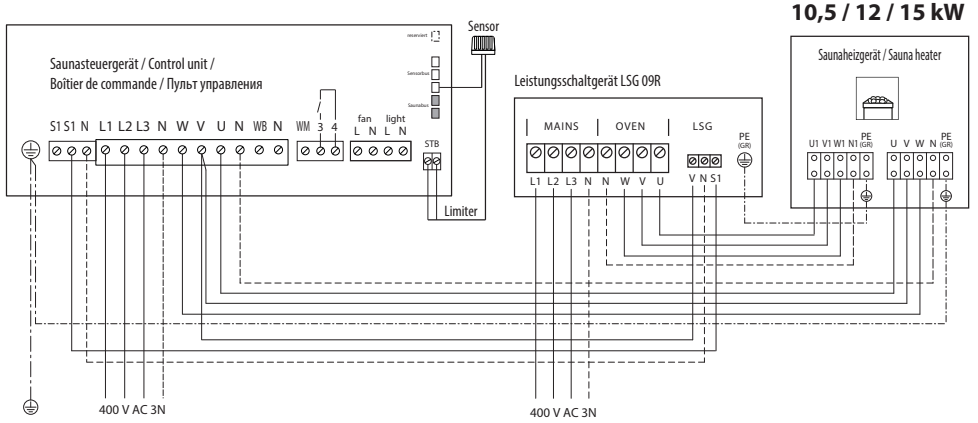 10,5 / 12 / 15 kW
Sensor
reserviert
Sensorbus
Saunabus
Saunasteuergerät / Control unit /
Boîtier de commande / Пульт управления
Saunaheizgerät / Sauna heater
Leistungsschaltgerät LSG 09R
S1 S1 N L1 L2 L3 N W V U N WB N WM 3 4
fan light
L N L N
STB
Limiter
MAINS OVEN LSG
PE
(GR)
L1 L2 L3 N N W V U V N S1
U1 V1 W1 N1 PE
(GR)
U V W N PE
(GR)
400 V AC 3N
400 V AC 3N